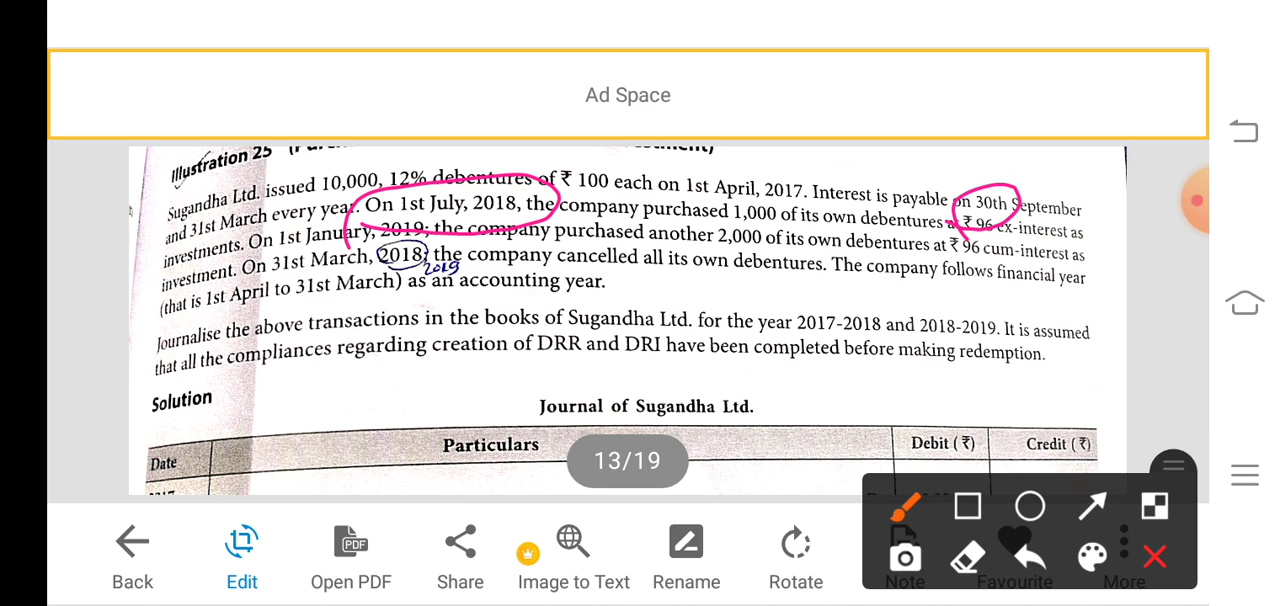 Ad Space
Illustration 25
Sugandha Ltd. issued 10,000, 12% debentures of ₹ 100 each on 1st April, 2017. Interest is payable on 30th September
and 31st March every year. On 1st July, 2018, the company purchased 1,000 of its own debentures at ₹ 96 ex-interest as
investments. On 1st January, 2019; the company purchased another 2,000 of its own debentures at ₹ 96 cum-interest as
investment. On 31st March, 2018; the company cancelled all its own debentures. The company follows financial year
2019
(that is 1st April to 31st March) as an accounting year.
Journalise the above transactions in the books of Sugandha Ltd. for the year 2017-2018 and 2018-2019. It is assumed
that all the compliances regarding creation of DRR and DRI have been completed before making redemption.
Solution
Journal of Sugandha Ltd.
Date Particulars Debit (₹) Credit (₹)
13/19
PDF
Back Edit Open PDF Share Image to Text Rename Rotate Note Favourite More